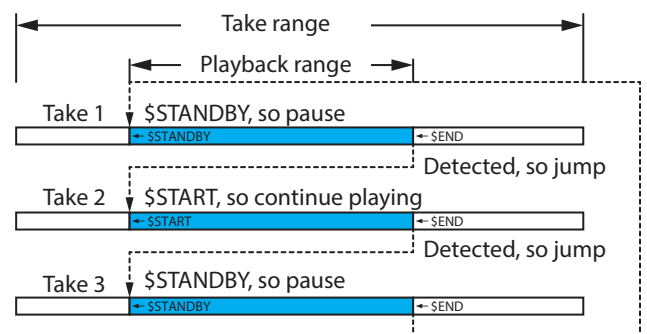 Take range
Playback range
Take 1 $STANDBY, so pause
$STANDBY $END
Detected, so jump
Take 2 $START, so continue playing
$START $END
Detected, so jump
Take 3 $STANDBY, so pause
$STANDBY $END